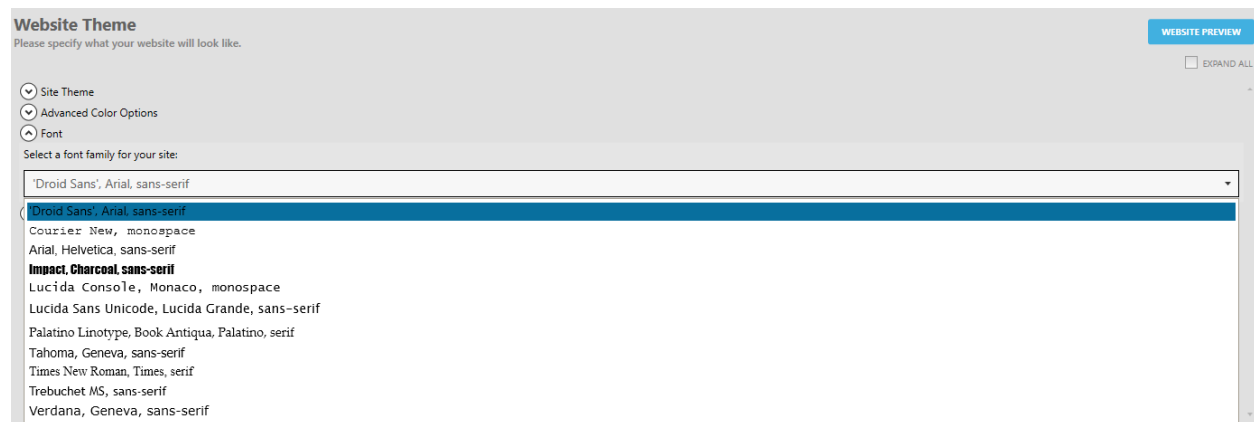 Website Theme
WEBSITE PREVIEW
Please specify what your website will look like.
EXPAND ALL
Site Theme
Advanced Color Options
Font
Select a font family for your site:
'Droid Sans', Arial, sans-serif
'Droid Sans', Arial, sans-serif
Courier New, monospace
Arial, Helvetica, sans-serif
Impact, Charcoal, sans-serif
Lucida Console, Monaco, monospace
Lucida Sans Unicode, Lucida Grande, sans-serif
Palatino Linotype, Book Antiqua, Palatino, serif
Tahoma, Geneva, sans-serif
Times New Roman, Times, serif
Trebuchet MS, sans-serif
Verdana, Geneva, sans-serif